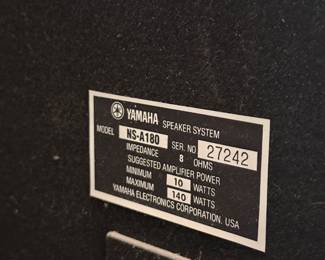 YAMAHA SPEAKER SYSTEM
MODEL NS-A180 SER. NO 27242
IMPEDANCE 8 OHMS
SUGGESTED AMPLIFIER POWER
MINIMUM 10 WATTS
MAXIMUM 140 WATTS
YAMAHA ELECTRONICS CORPORATION, USA